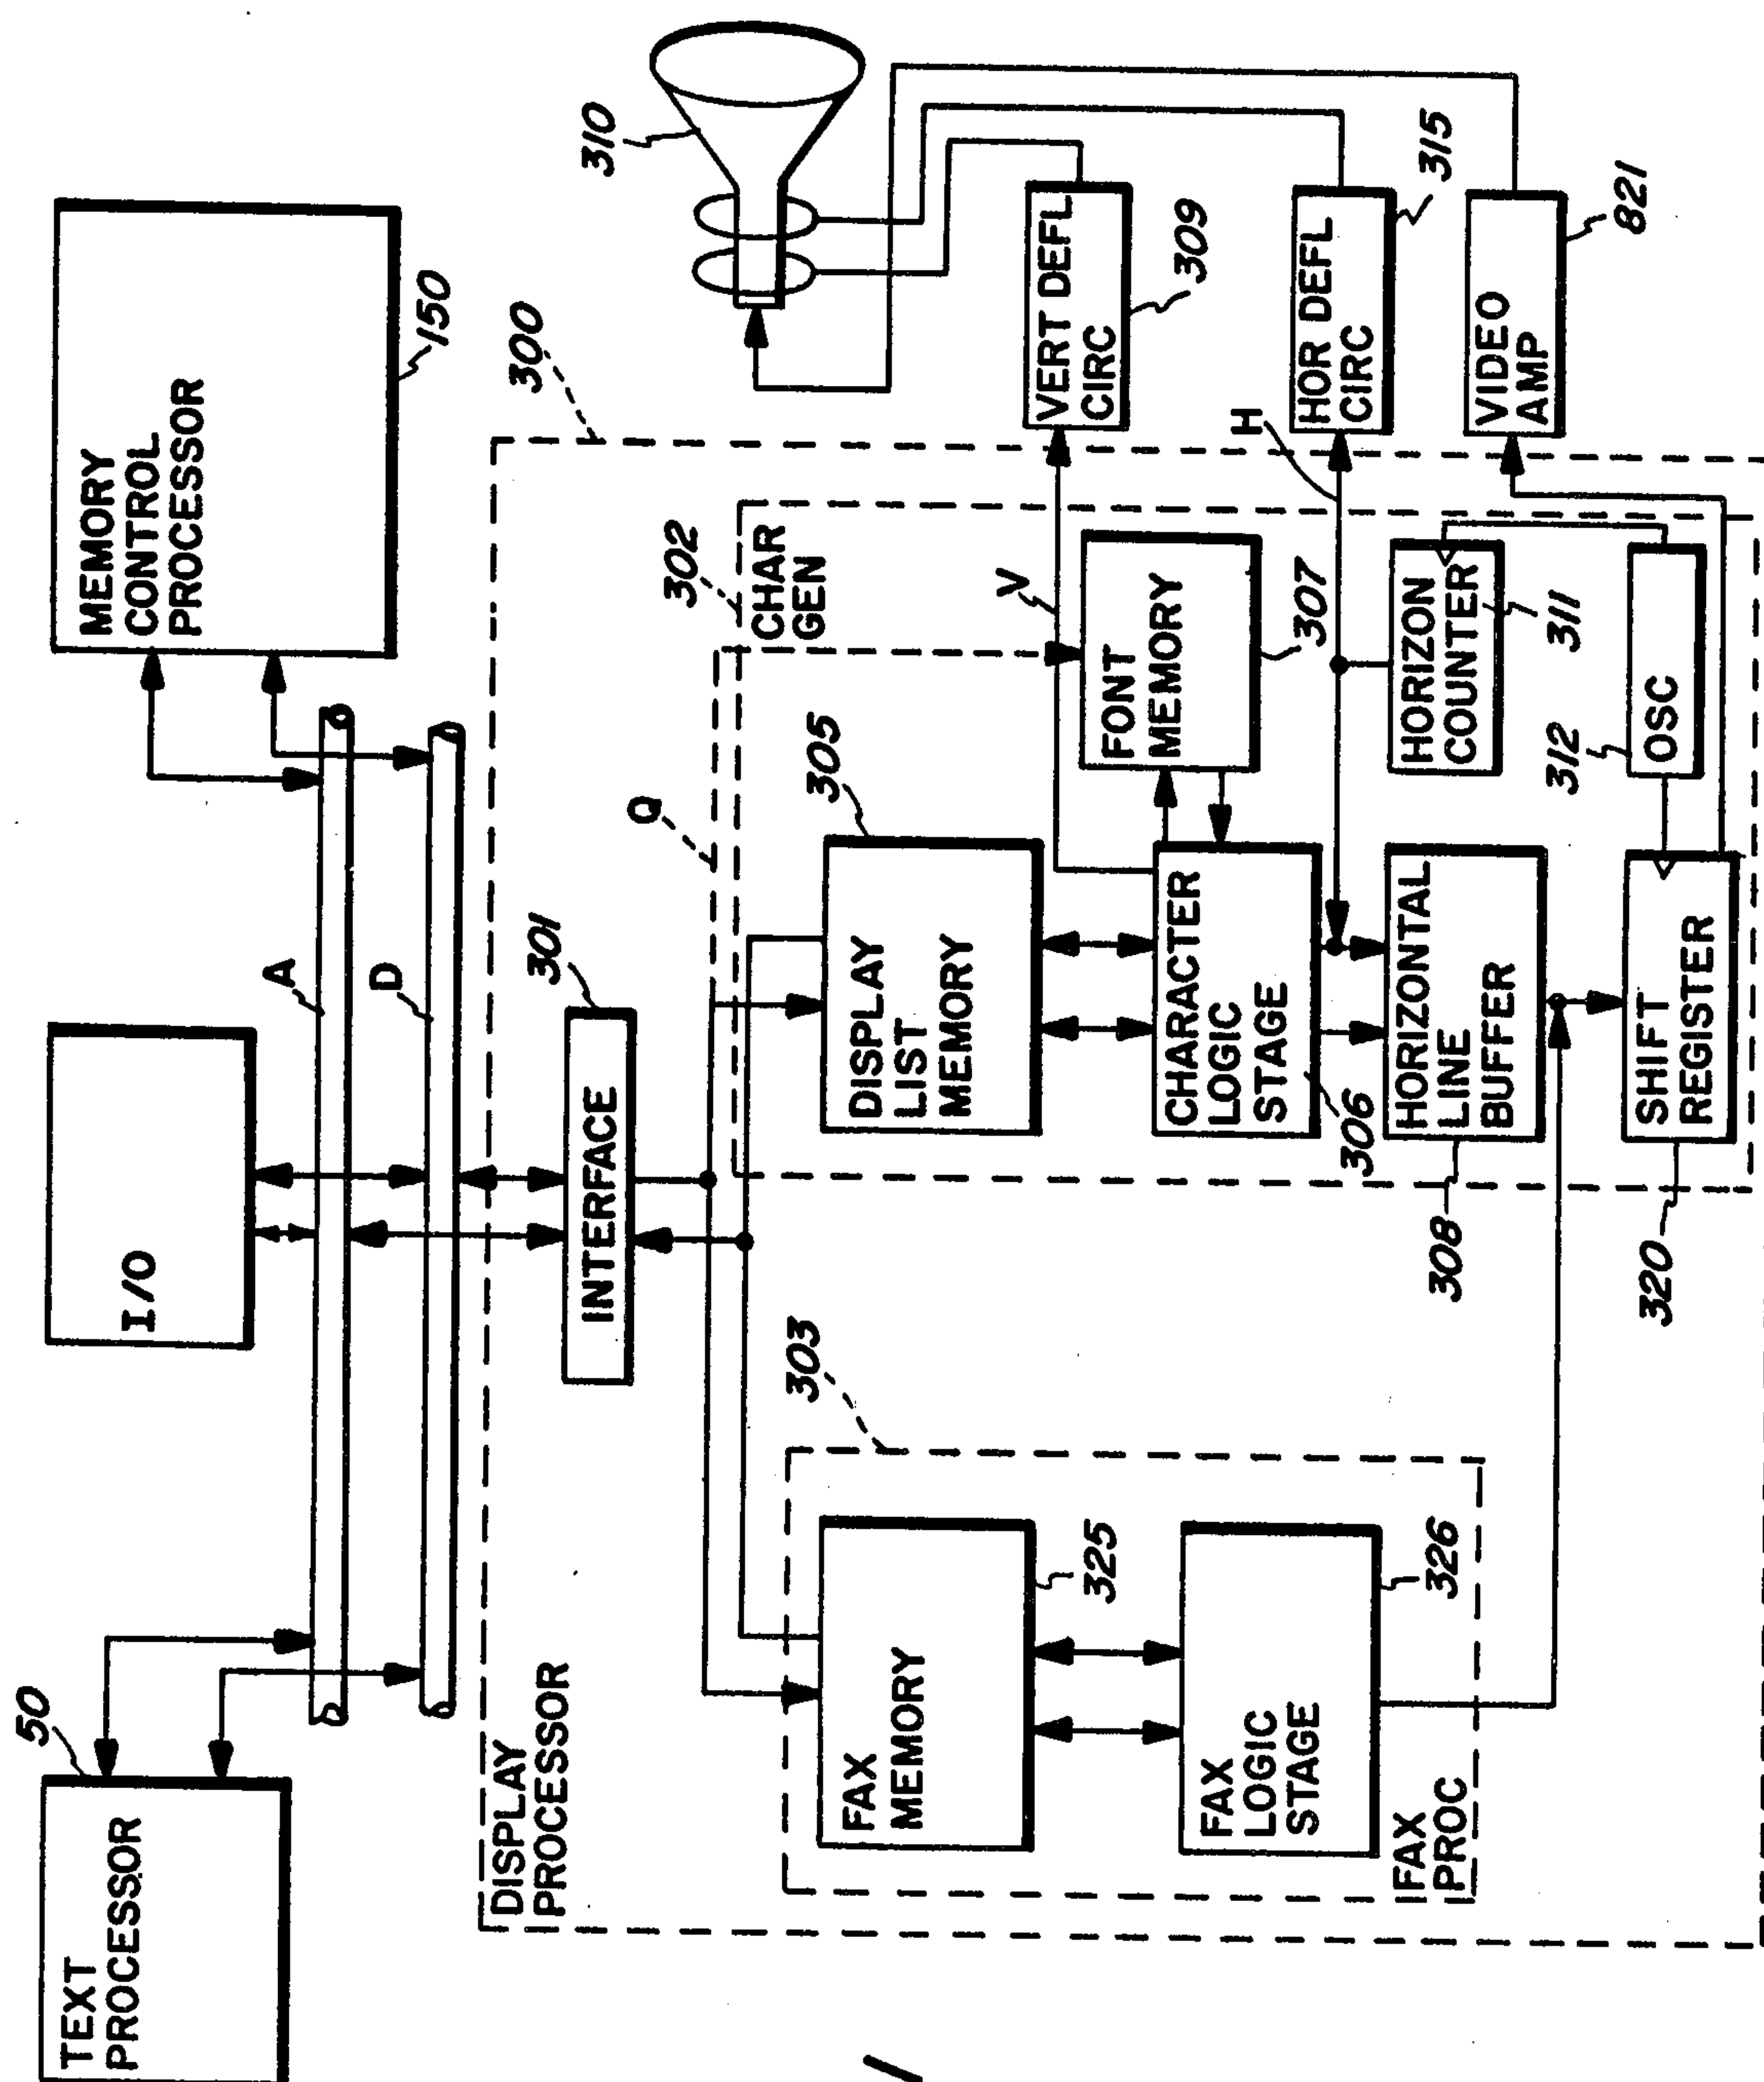 TEXT
PROCESSOR
50
I/O
MEMORY
CONTROL
PROCESSOR
150
A
D
DISPLAY
PROCESSOR
300
INTERFACE
301
Q
302
CHAR
GEN
303
FAX
MEMORY
325
FAX
LOGIC
STAGE
326
FAX
PROC
DISPLAY
LIST
MEMORY
305
CHARACTER
LOGIC
STAGE
306
FONT
MEMORY
307
V
H
HORIZONTAL
LINE
BUFFER
308
HORIZON
COUNTER
311
OSC
312
SHIFT
REGISTER
320
310
VERT DEFL
CIRC
309
HOR DEFL
CIRC
315
VIDEO
AMP
821